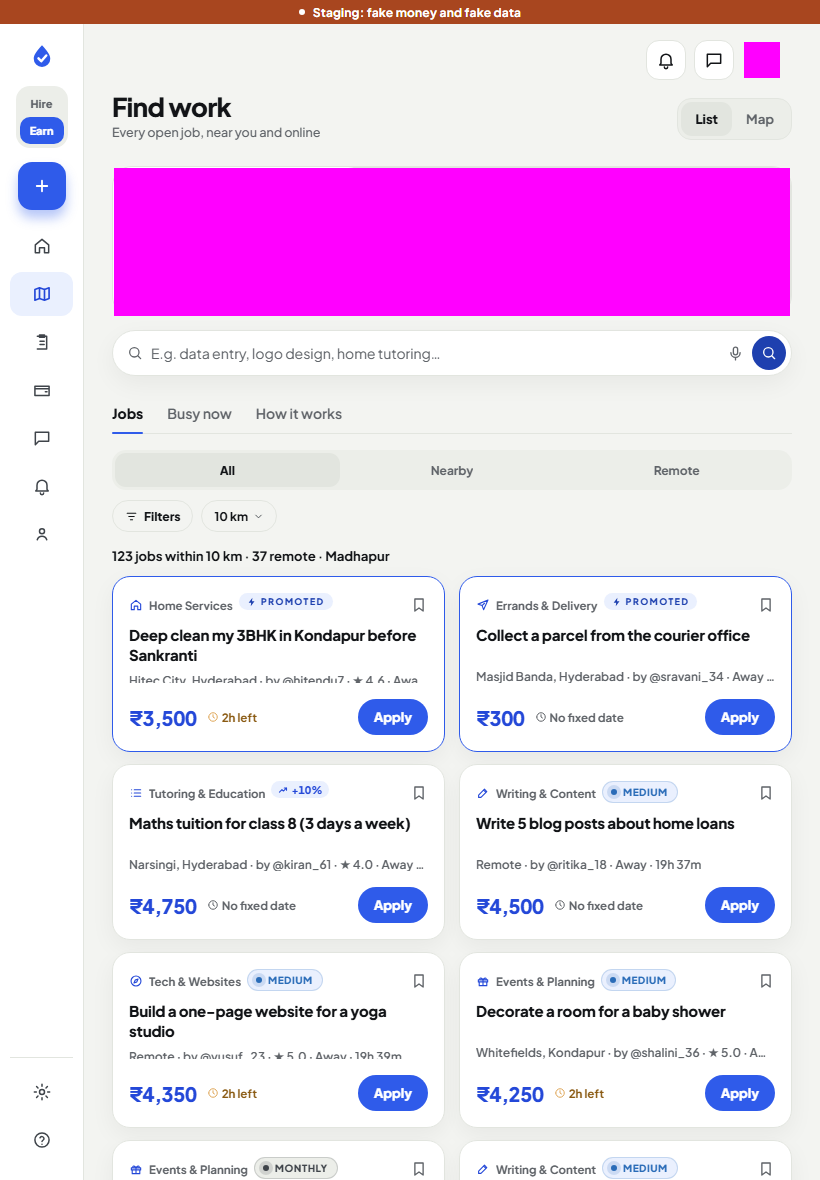 Staging: fake money and fake data
Hire
Earn
Find work
Every open job, near you and online
List
Map
E.g. data entry, logo design, home tutoring...
Jobs
Busy now
How it works
All
Nearby
Remote
Filters
10 km
123 jobs within 10 km · 37 remote · Madhapur
Home Services
PROMOTED
Deep clean my 3BHK in Kondapur before
Sankranti
Hitec City, Hyderabad · by @hitendu7 · ★ 4.6 · Awa
₹3,500
2h left
Apply
Errands & Delivery
PROMOTED
Collect a parcel from the courier office
Masjid Banda, Hyderabad · by @sravani_34 · Away ...
₹300
No fixed date
Apply
Tutoring & Education
+10%
Maths tuition for class 8 (3 days a week)
Narsingi, Hyderabad · by @kiran_61 · ★ 4.0 · Away ...
₹4,750
No fixed date
Apply
Writing & Content
MEDIUM
Write 5 blog posts about home loans
Remote · by @ritika_18 · Away · 19h 37m
₹4,500
No fixed date
Apply
Tech & Websites
MEDIUM
Build a one-page website for a yoga
studio
Remote · by @yusuf_23 · ★ 5.0 · Away · 19h 39m
₹4,350
2h left
Apply
Events & Planning
MEDIUM
Decorate a room for a baby shower
Whitefields, Kondapur · by @shalini_36 · ★ 5.0 · A...
₹4,250
2h left
Apply
Events & Planning
MONTHLY
Writing & Content
MEDIUM